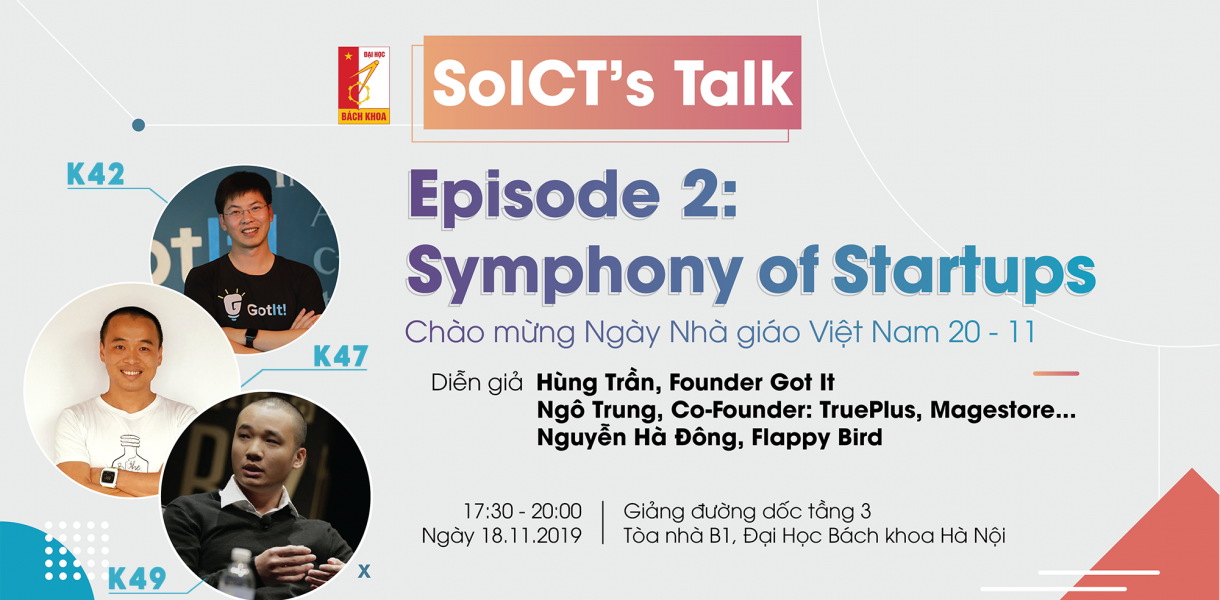 ĐẠI HỌC
BÁCH KHOA
SoICT's Talk
K42
GotIt!
K47
K49
X
Episode 2:
Symphony of Startups
Chào mừng Ngày Nhà giáo Việt Nam 20 - 11
Diễn giả Hùng Trần, Founder Got It
Ngô Trung, Co-Founder: TruePlus, Magestore...
Nguyễn Hà Đông, Flappy Bird
17:30 - 20:00
Ngày 18.11.2019
Giảng đường dốc tầng 3
Tòa nhà B1, Đại Học Bách khoa Hà Nội